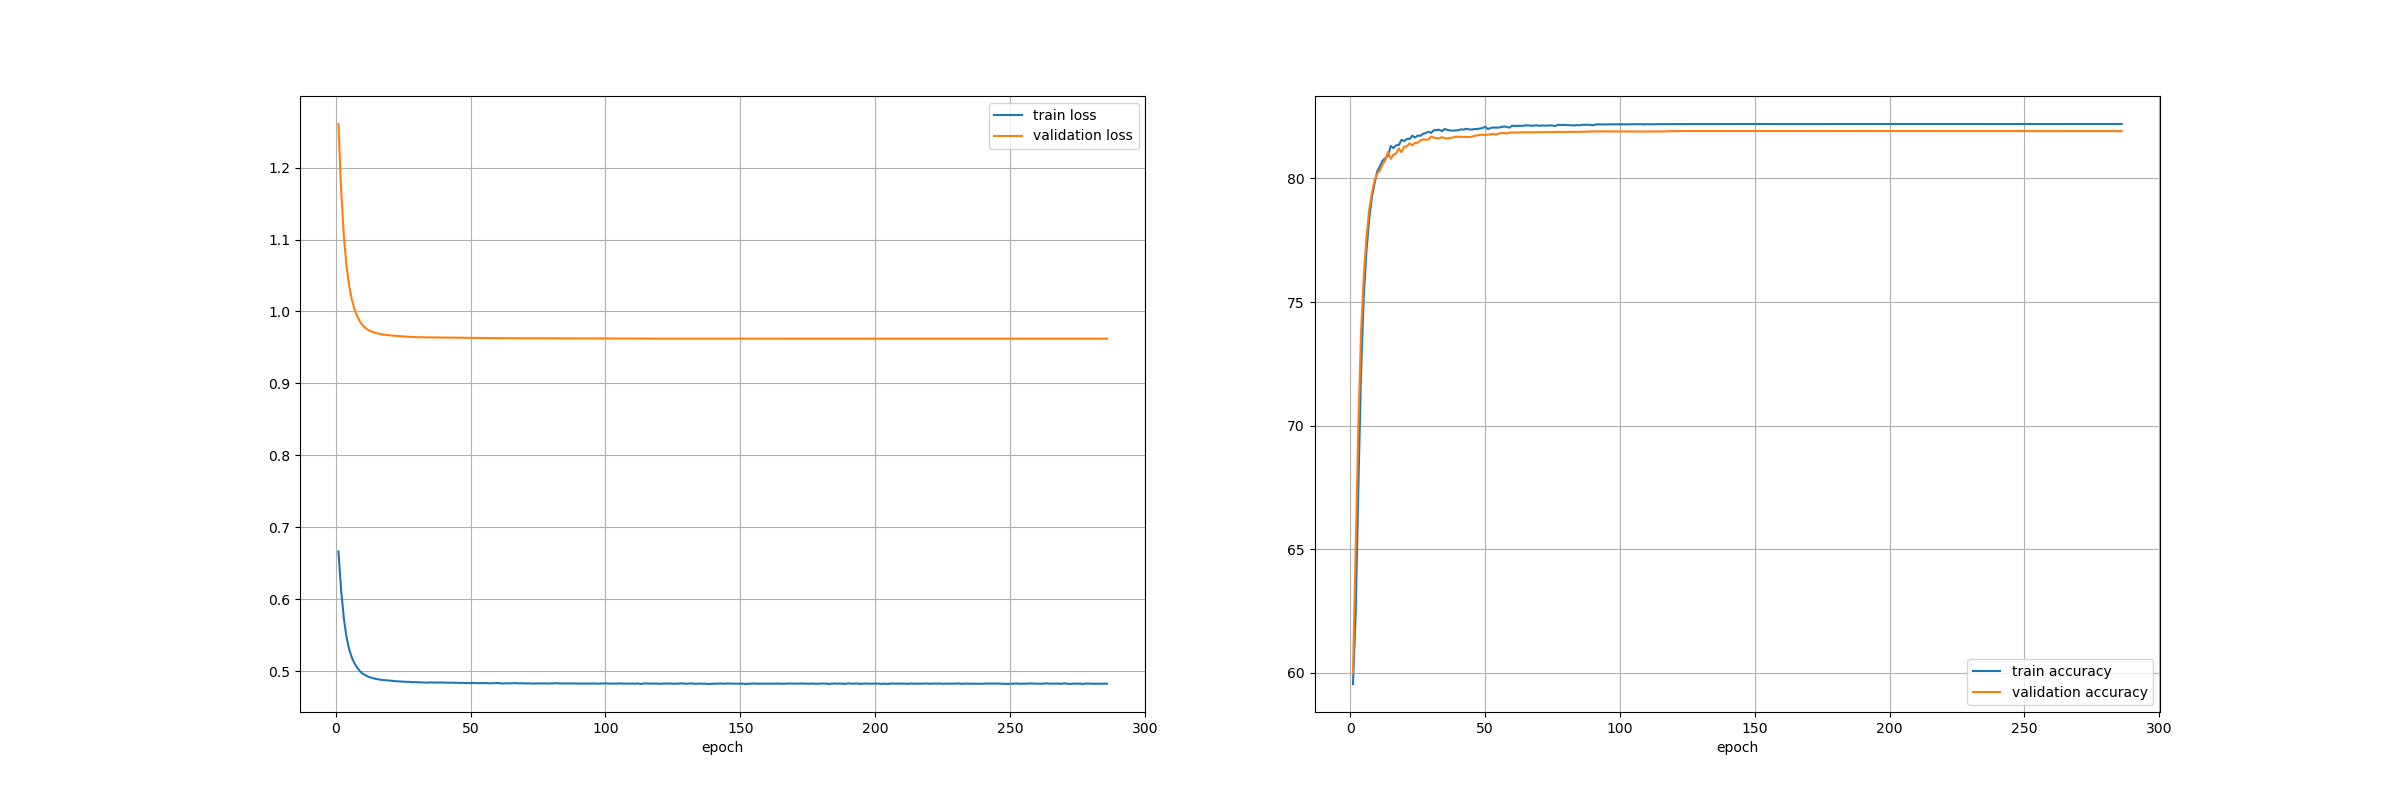 train loss
validation loss
1.2
1.1
1.0
0.9
0.8
0.7
0.6
0.5
0 50 100 150 200 250 300
epoch
80
75
70
65
60
train accuracy
validation accuracy
0 50 100 150 200 250 300
epoch